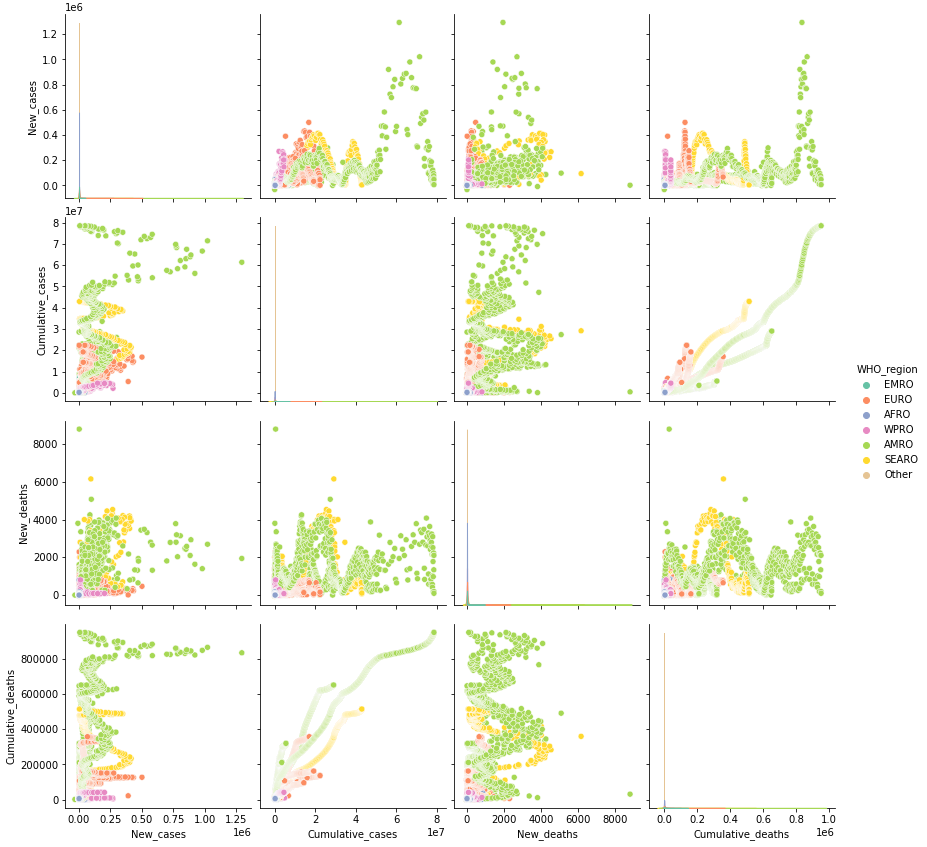 1e6
1.2
1.0
0.8
0.6
0.4
0.2
0.0
New_cases
1e7
8
7
6
5
4
3
2
1
0
Cumulative_cases
8000
6000
4000
2000
0
New_deaths
800000
600000
400000
200000
0
Cumulative_deaths
0.00 0.25 0.50 0.75 1.00 1.25
1e6
New_cases
0 2 4 6 8
1e7
Cumulative_cases
0 2000 4000 6000 8000
New_deaths
0.0 0.2 0.4 0.6 0.8 1.0
1e6
Cumulative_deaths
WHO_region
EMRO
EURO
AFRO
WPRO
AMRO
SEARO
Other